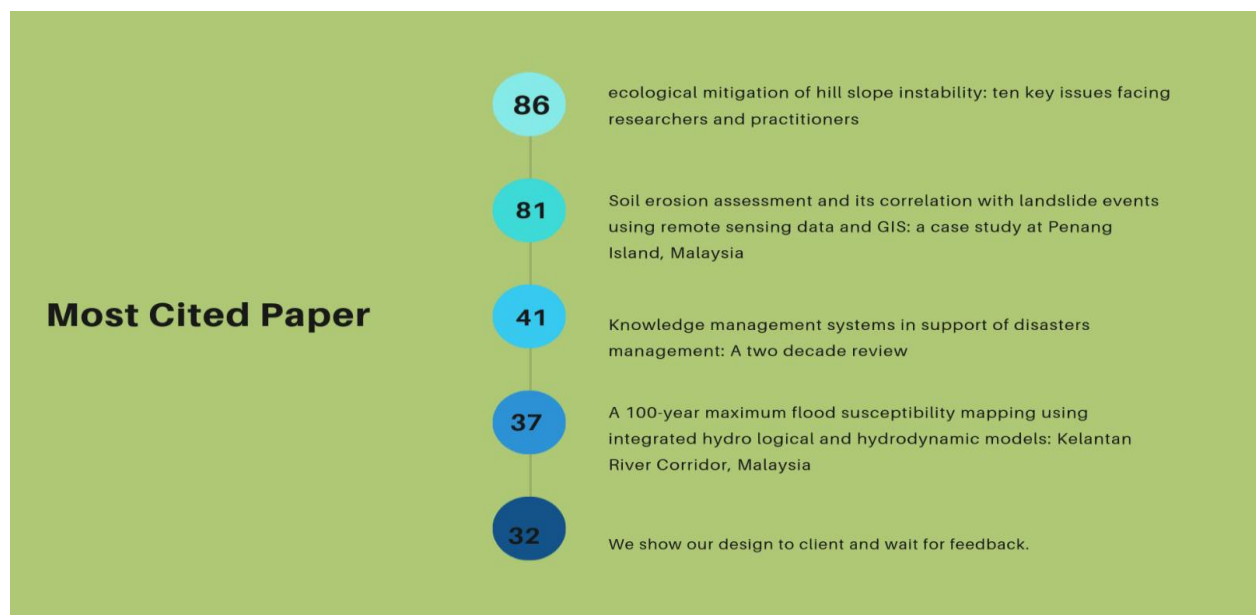 Most Cited Paper
86
ecological mitigation of hill slope instability: ten key issues facing
researchers and practitioners
81
Soil erosion assessment and its correlation with landslide events
using remote sensing data and GIS: a case study at Penang
Island, Malaysia
41
Knowledge management systems in support of disasters
management: A two decade review
37
A 100-year maximum flood susceptibility mapping using
integrated hydro logical and hydrodynamic models: Kelantan
River Corridor, Malaysia
32
We show our design to client and wait for feedback.